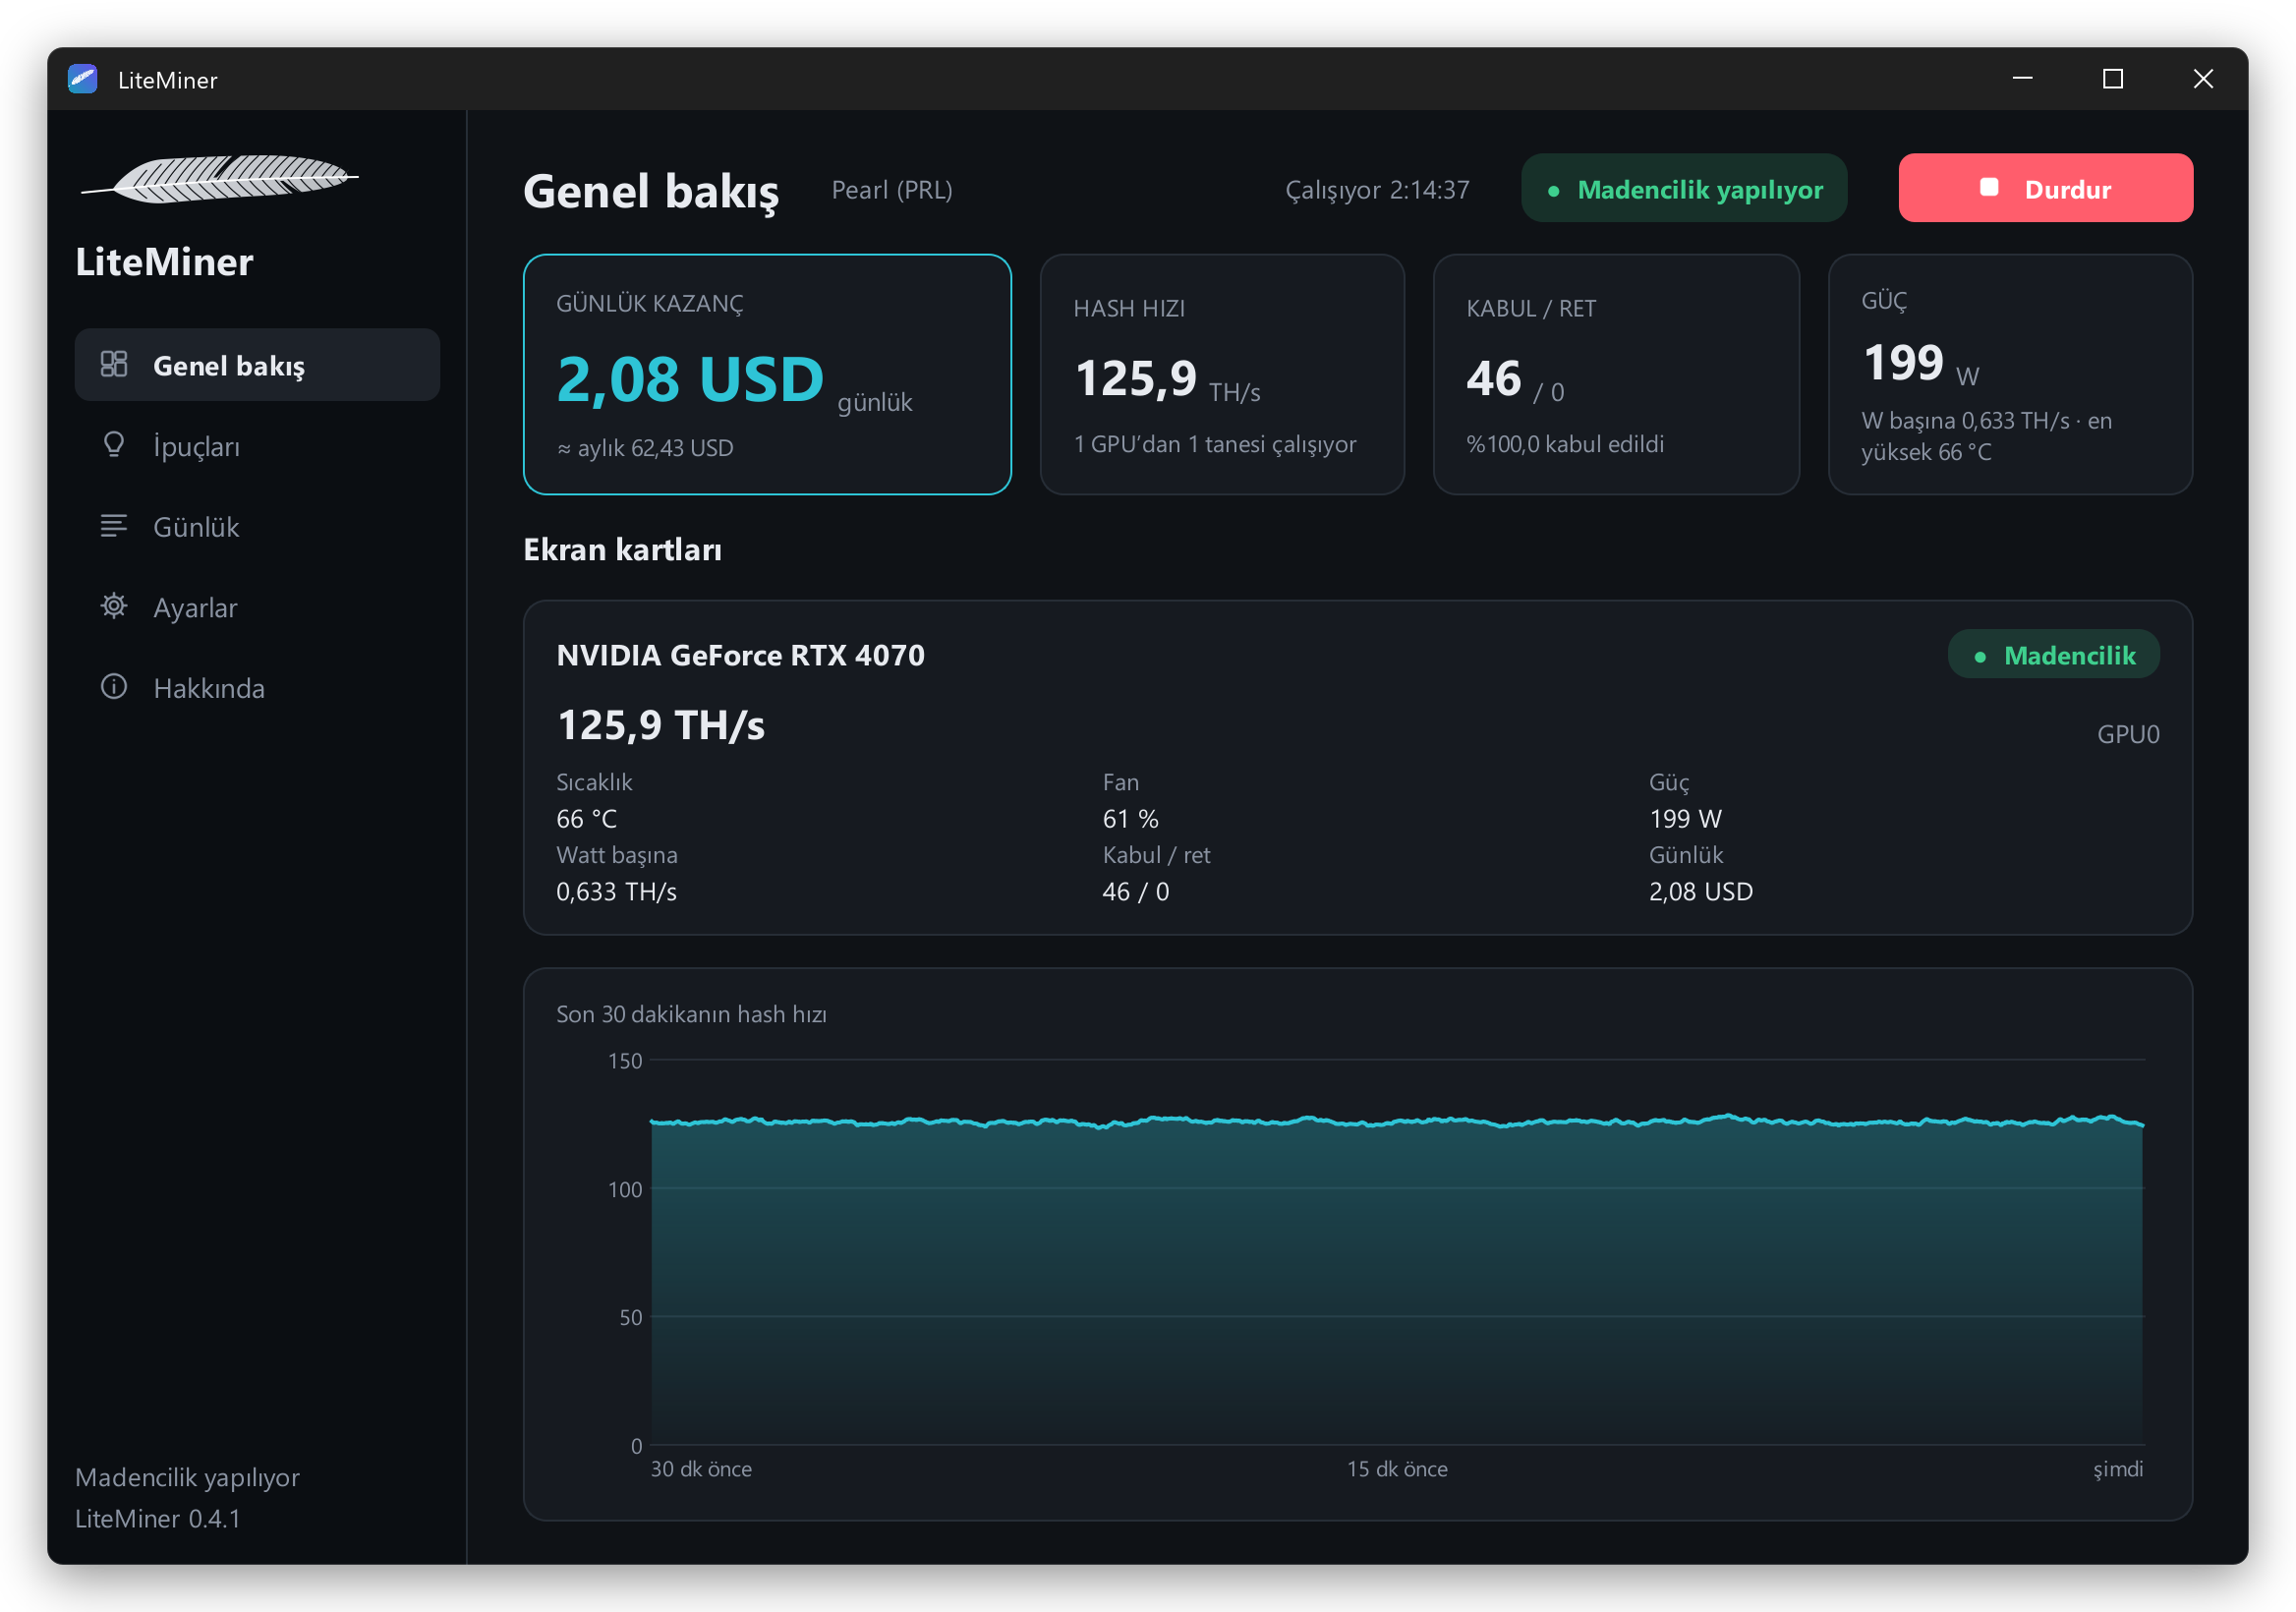 LiteMiner
LiteMiner
Genel bakış
İpuçları
Günlük
Ayarlar
Hakkında
Madencilik yapılıyor
LiteMiner 0.4.1
Genel bakış Pearl (PRL) Çalışıyor 2:14:37 Madencilik yapılıyor Durdur
GÜNLÜK KAZANÇ
2,08 USD günlük
≈ aylık 62,43 USD
HASH HIZI
125,9 TH/s
1 GPU’dan 1 tanesi çalışıyor
KABUL / RET
46 / 0
%100,0 kabul edildi
GÜÇ
199 W
W başına 0,633 TH/s · en
yüksek 66 °C
Ekran kartları
NVIDIA GeForce RTX 4070 Madencilik
125,9 TH/s GPU0
Sıcaklık Fan Güç
66 °C 61 % 199 W
Watt başına Kabul / ret Günlük
0,633 TH/s 46 / 0 2,08 USD
Son 30 dakikanın hash hızı
150
100
50
0
30 dk önce 15 dk önce şimdi